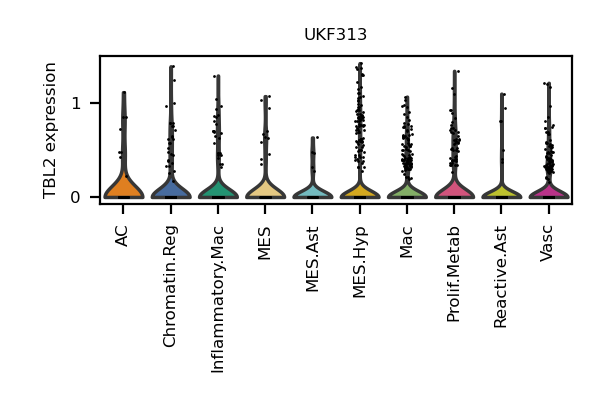 UKF313
TBL2 expression
1
0
AC
Chromatin.Reg
Inflammatory.Mac
MES
MES.Ast
MES.Hyp
Mac
Prolif.Metab
Reactive.Ast
Vasc